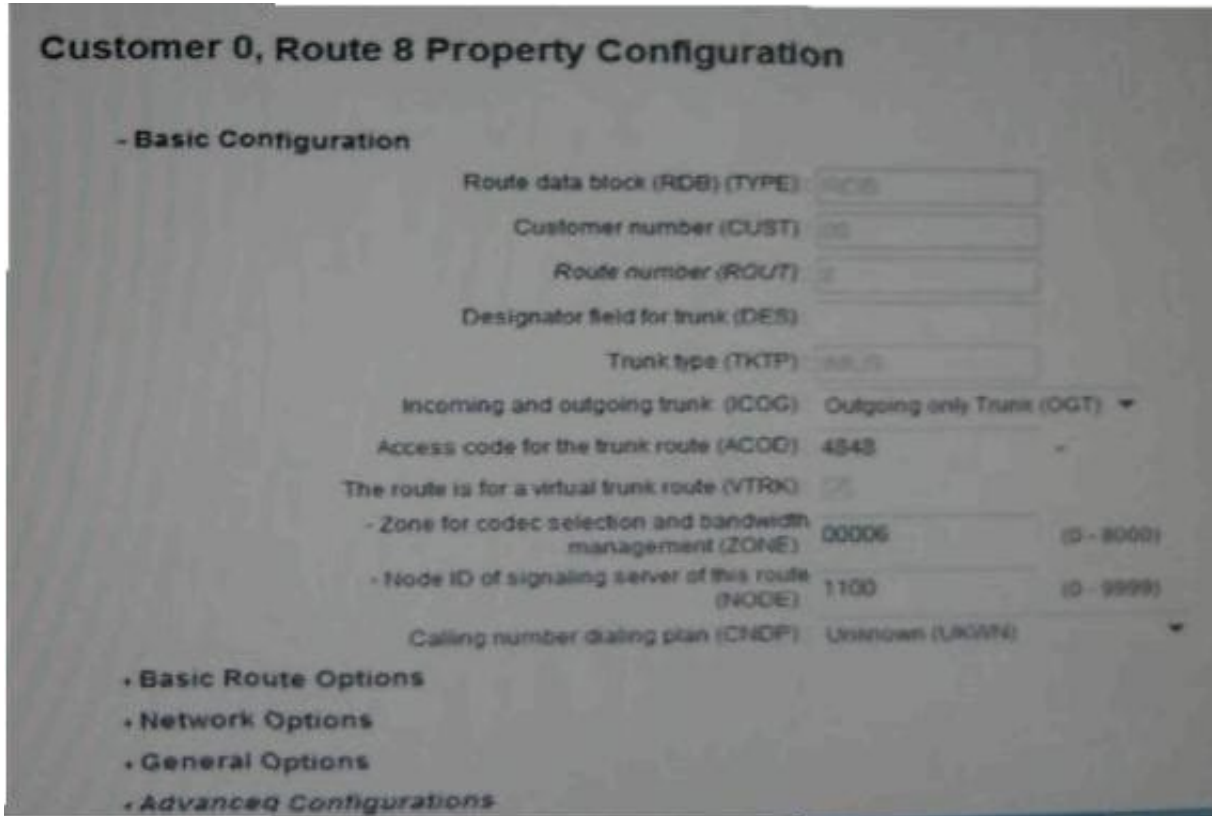 Customer 0, Route 8 Property Configuration
- Basic Configuration
Route data block (RDB) (TYPE) RDB
Customer number (CUST) 00
Route number (ROUT)
Designator field for trunk (DES)
Trunk type (TKTP)
Incoming and outgoing trunk (ICOG) Outgoing only Trunk (OGT)
Access code for the trunk route (ACOD) 4848 -
The route is for a virtual trunk route (VTRK)
- Zone for codec selection and bandwidth
management (ZONE) 00006 (0 - 8000)
- Node ID of signaling server of this route
(NODE) 1100 (0 - 9999)
Calling number dialing plan (CNDP) Unknown (UKWN)
+ Basic Route Options
+ Network Options
+ General Options
+ Advanced Configurations